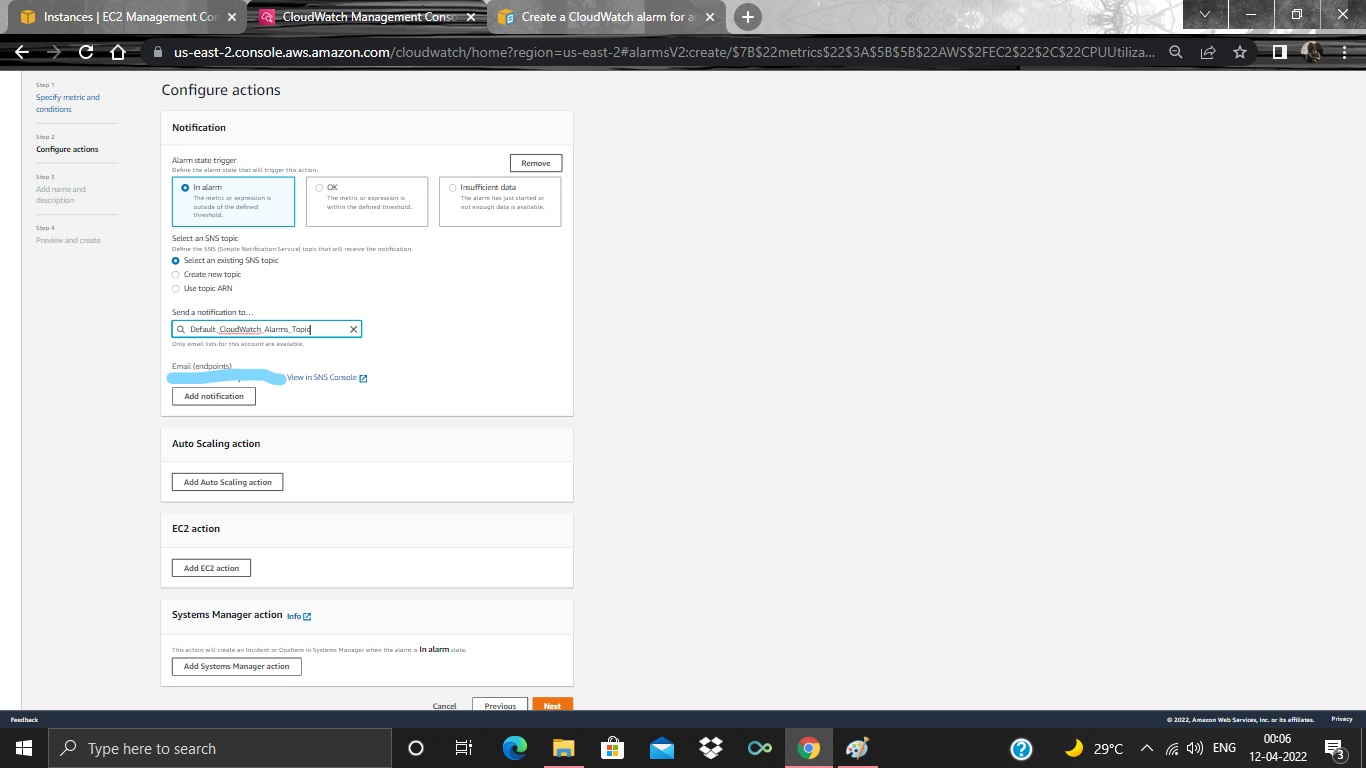 Instances | EC2 Management Con
CloudWatch Management Conso
Create a CloudWatch alarm for a
us-east-2.console.aws.amazon.com/cloudwatch/home?region=us-east-2#alarmsV2:create/$7B$22metrics$22$3A$5B$5B$22AWS$2FEC2$22$2C$22CPUUtiliza...
Step 1
Specify metric and
conditions
Step 2
Configure actions
Step 3
Add name and
description
Step 4
Preview and create
Configure actions
Notification
Alarm state trigger
Define the alarm state that will trigger this action.
Remove
In alarm
The metric or expression is
outside of the defined
threshold.
OK
The metric or expression is
within the defined threshold.
Insufficient data
The alarm has just started or
not enough data is available.
Select an SNS topic
Define the SNS (Simple Notification Service) topic that will receive the notification.
Select an existing SNS topic
Create new topic
Use topic ARN
Send a notification to...
Default_CloudWatch_Alarms_Topic
Only email lists for this account are available.
Email (endpoints)
View in SNS Console
Add notification
Auto Scaling action
Add Auto Scaling action
EC2 action
Add EC2 action
Systems Manager action Info
This action will create an Incident or OpsItem in Systems Manager when the alarm is In alarm state.
Add Systems Manager action
Cancel
Previous
Next
Feedback
© 2022, Amazon Web Services, Inc. or its affiliates.
Privacy
Type here to search
29°C
ENG
00:06
12-04-2022
3